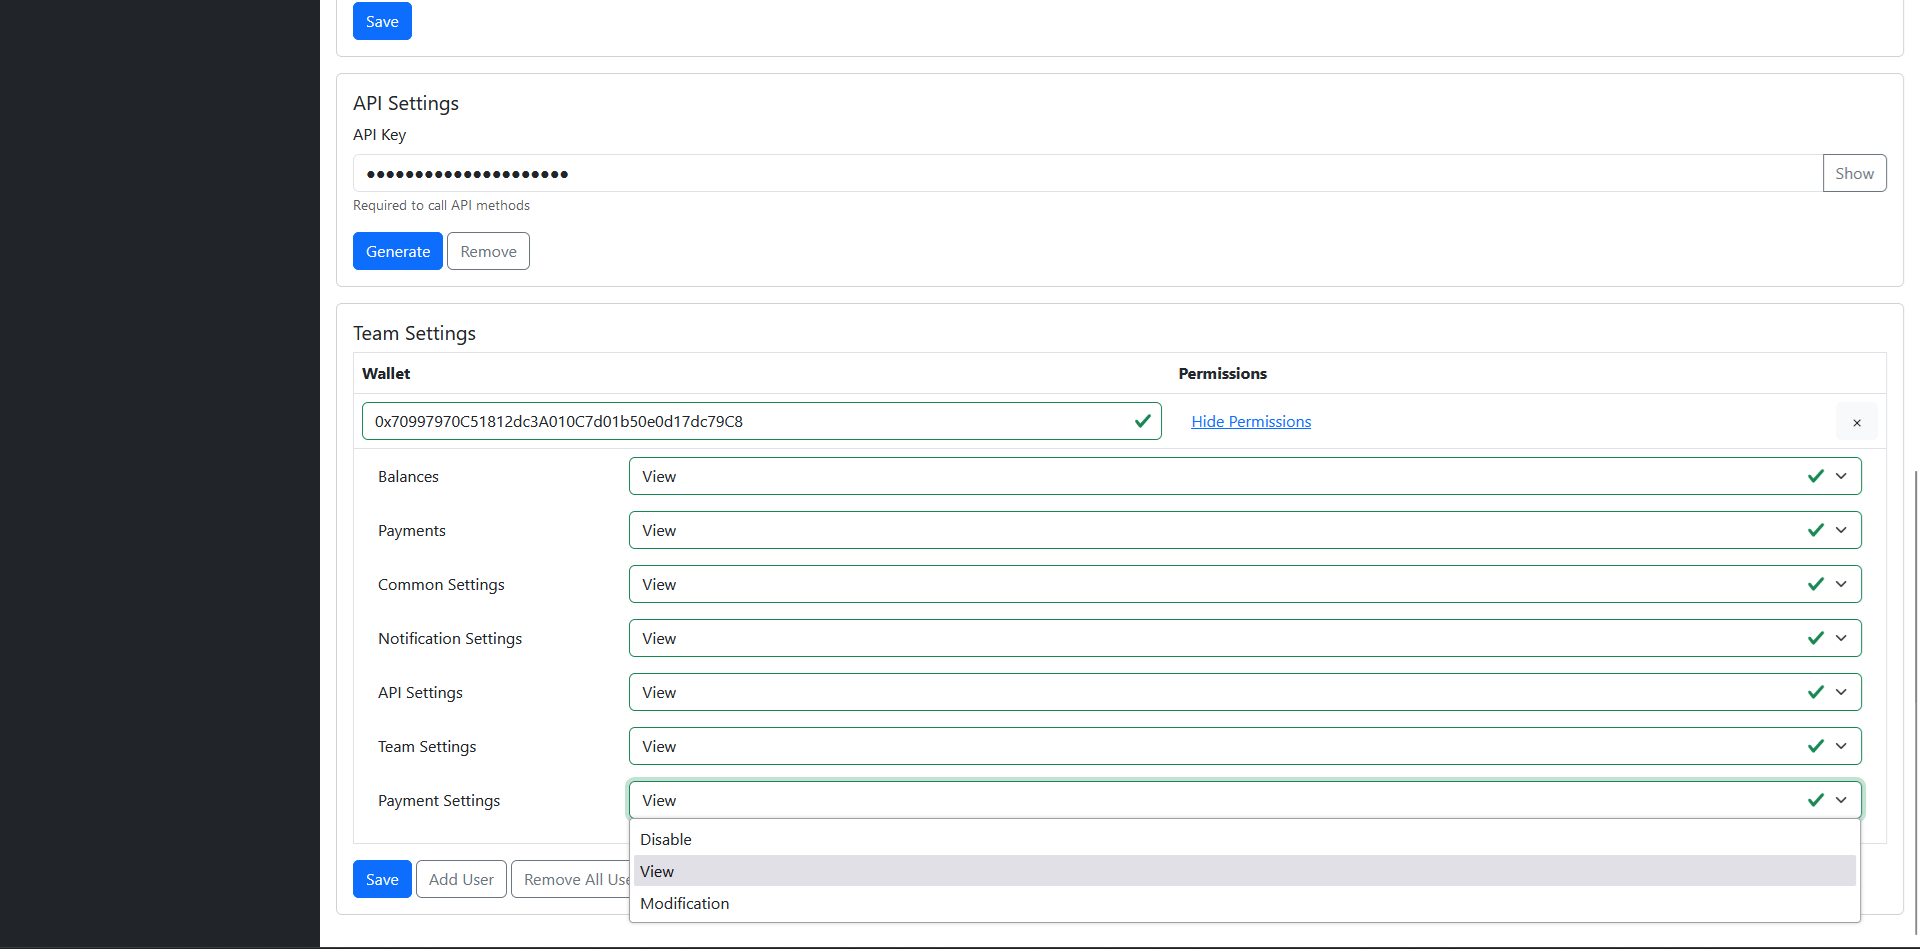 Save
API Settings
API Key
●●●●●●●●●●●●●●●●●●●●● Show
Required to call API methods
Generate Remove
Team Settings
Wallet Permissions
0x70997970C51812dc3A010C7d01b50e0d17dc79C8 Hide Permissions ×
Balances View
Payments View
Common Settings View
Notification Settings View
API Settings View
Team Settings View
Payment Settings View
Disable
View
Modification
Save Add User Remove All Use